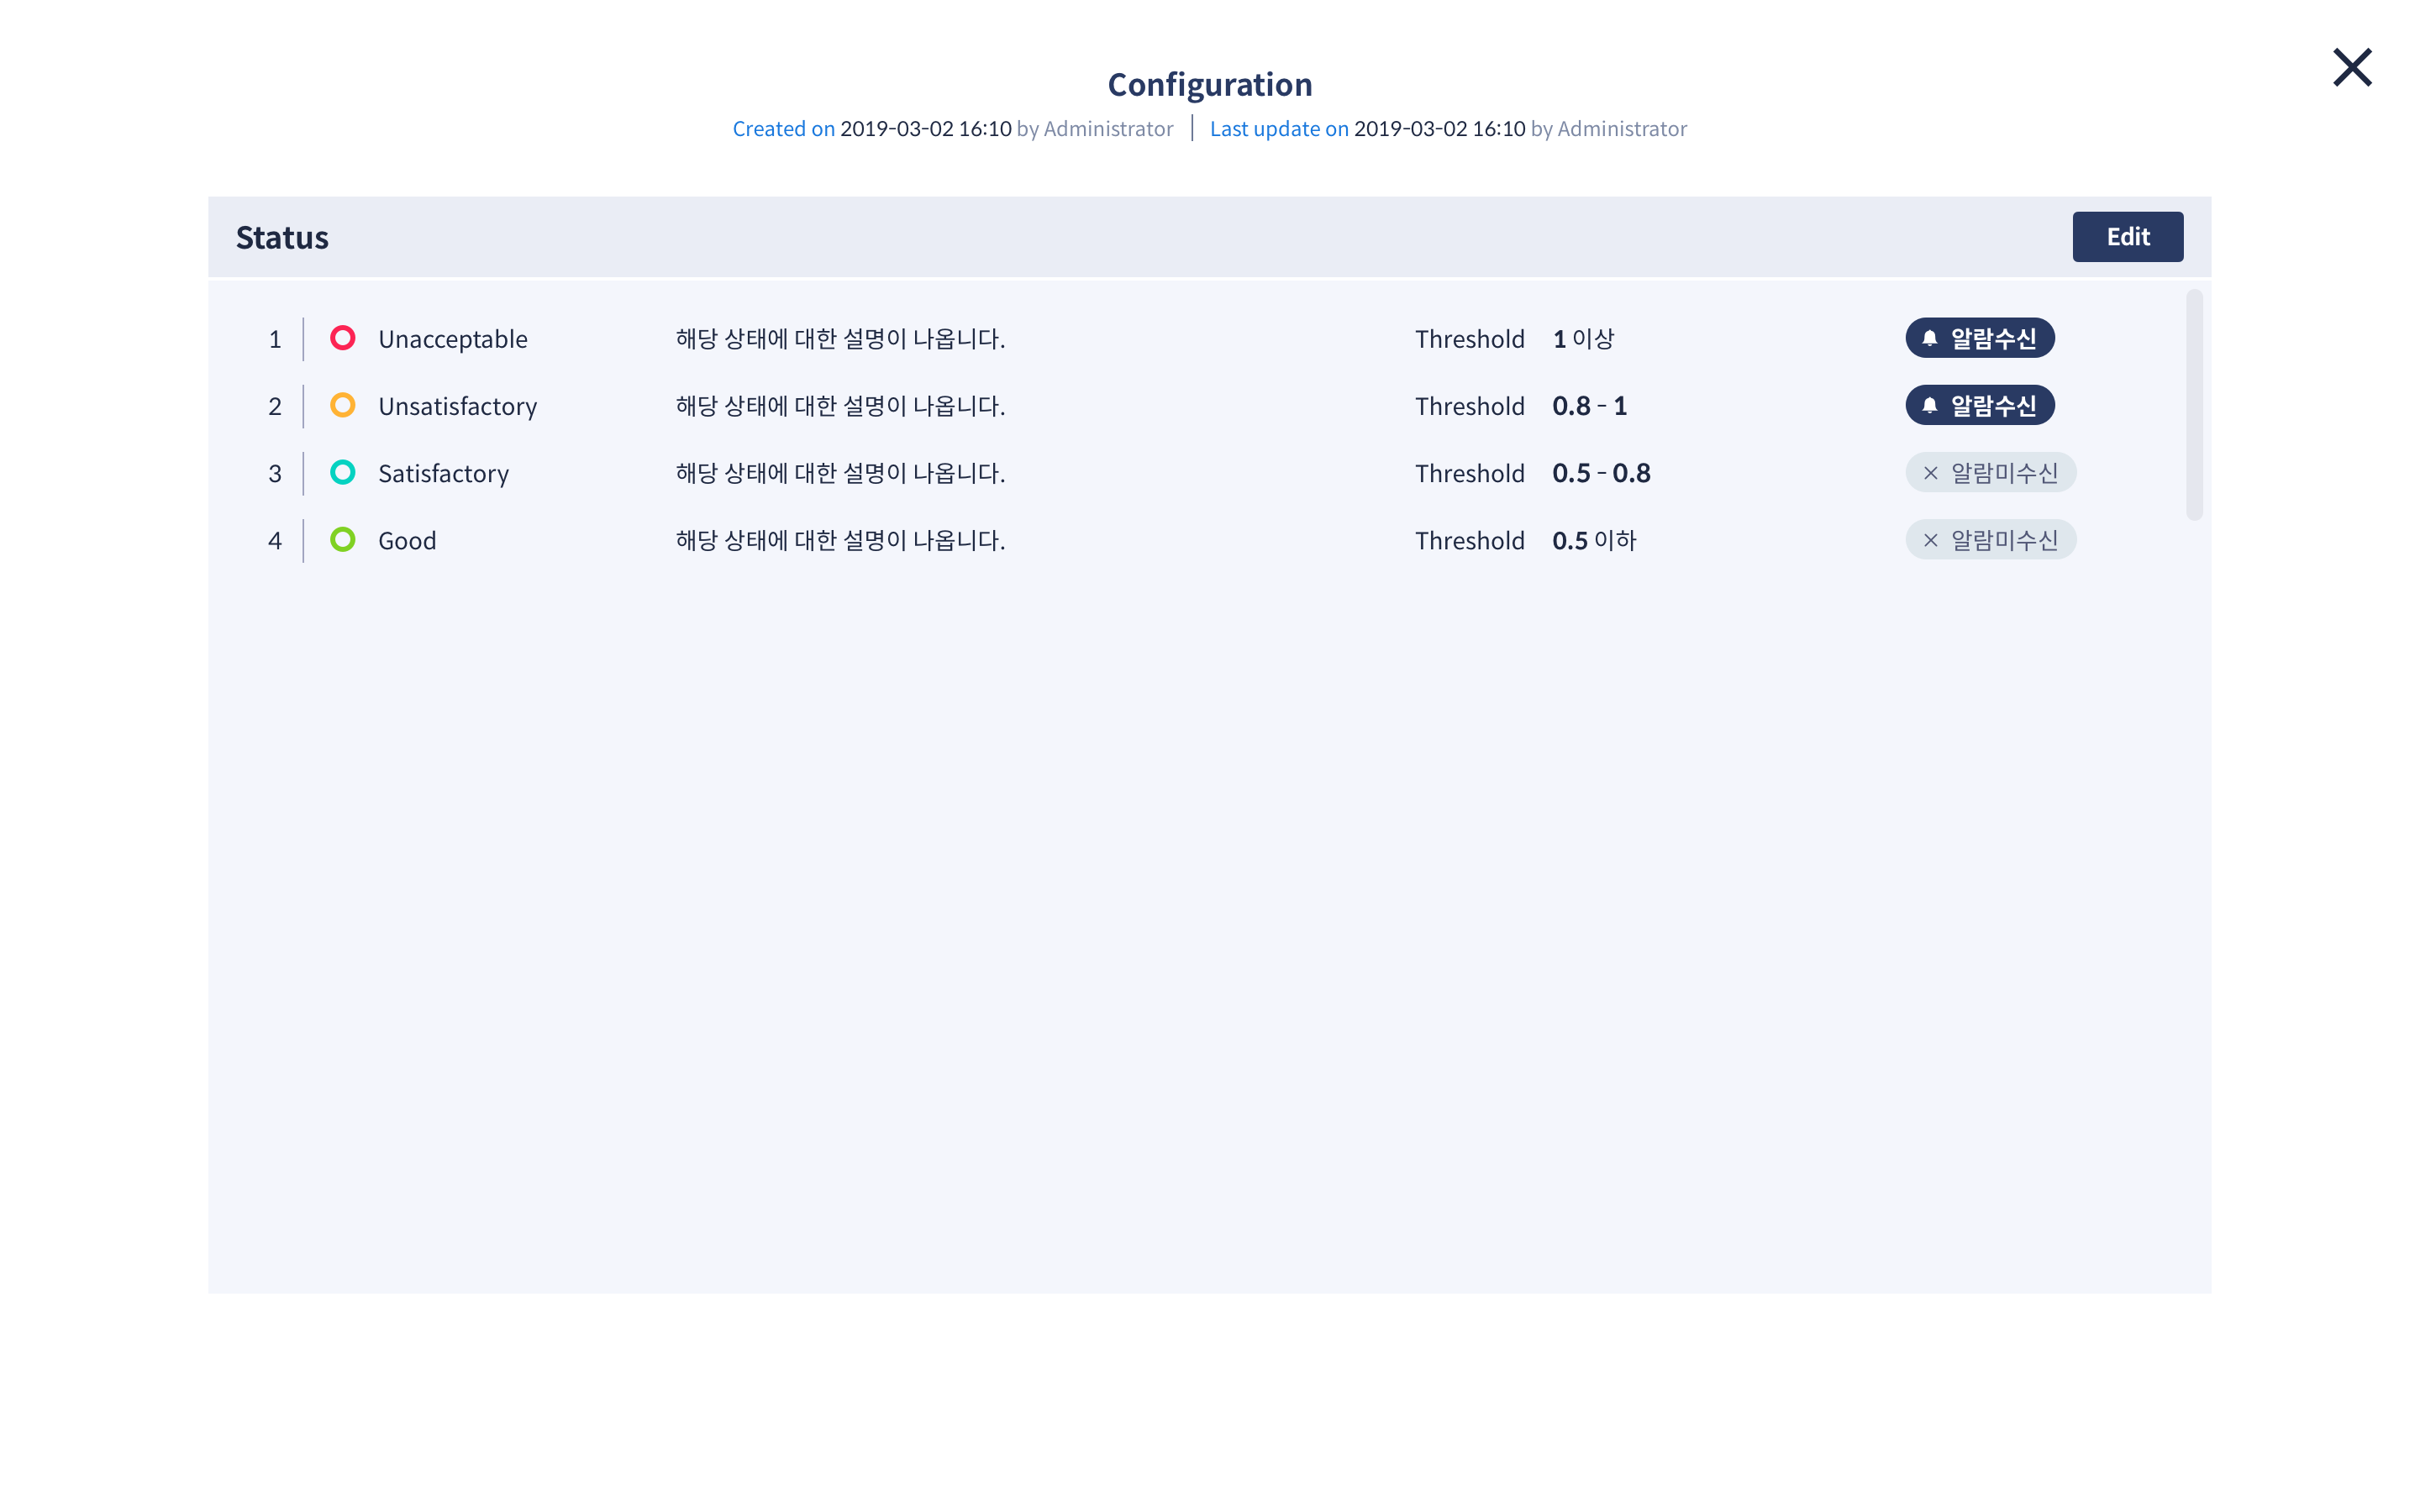 Configuration
Created on 2019-03-02 16:10 by Administrator | Last update on 2019-03-02 16:10 by Administrator
Status Edit
1 Unacceptable 해당 상태에 대한 설명이 나옵니다. Threshold 1 이상 알람수신
2 Unsatisfactory 해당 상태에 대한 설명이 나옵니다. Threshold 0.8 - 1 알람수신
3 Satisfactory 해당 상태에 대한 설명이 나옵니다. Threshold 0.5 - 0.8 알람미수신
4 Good 해당 상태에 대한 설명이 나옵니다. Threshold 0.5 이하 알람미수신